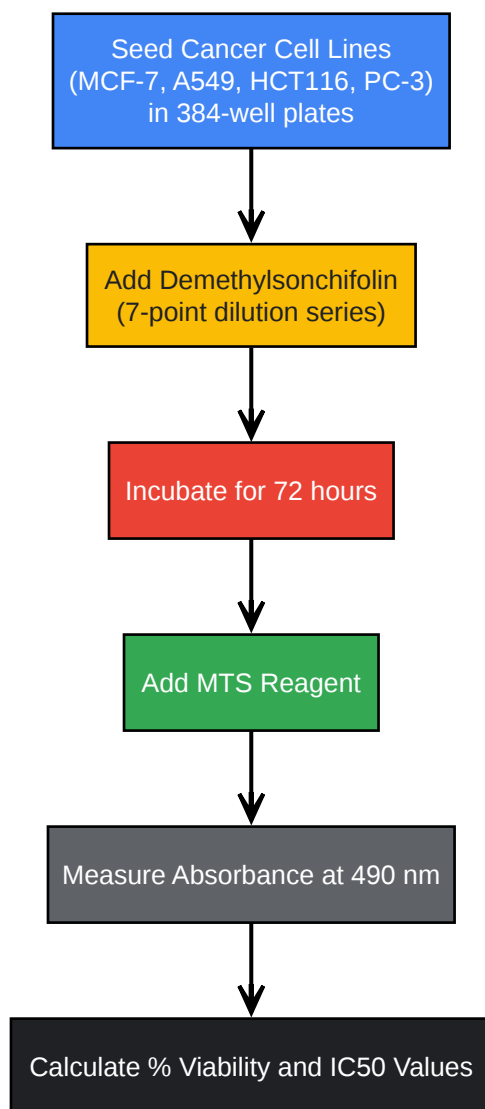 Seed Cancer Cell Lines
(MCF-7, A549, HCT116, PC-3)
in 384-well plates
Add Demethylsonchifolin
(7-point dilution series)
Incubate for 72 hours
Add MTS Reagent
Measure Absorbance at 490 nm
Calculate % Viability and IC50 Values